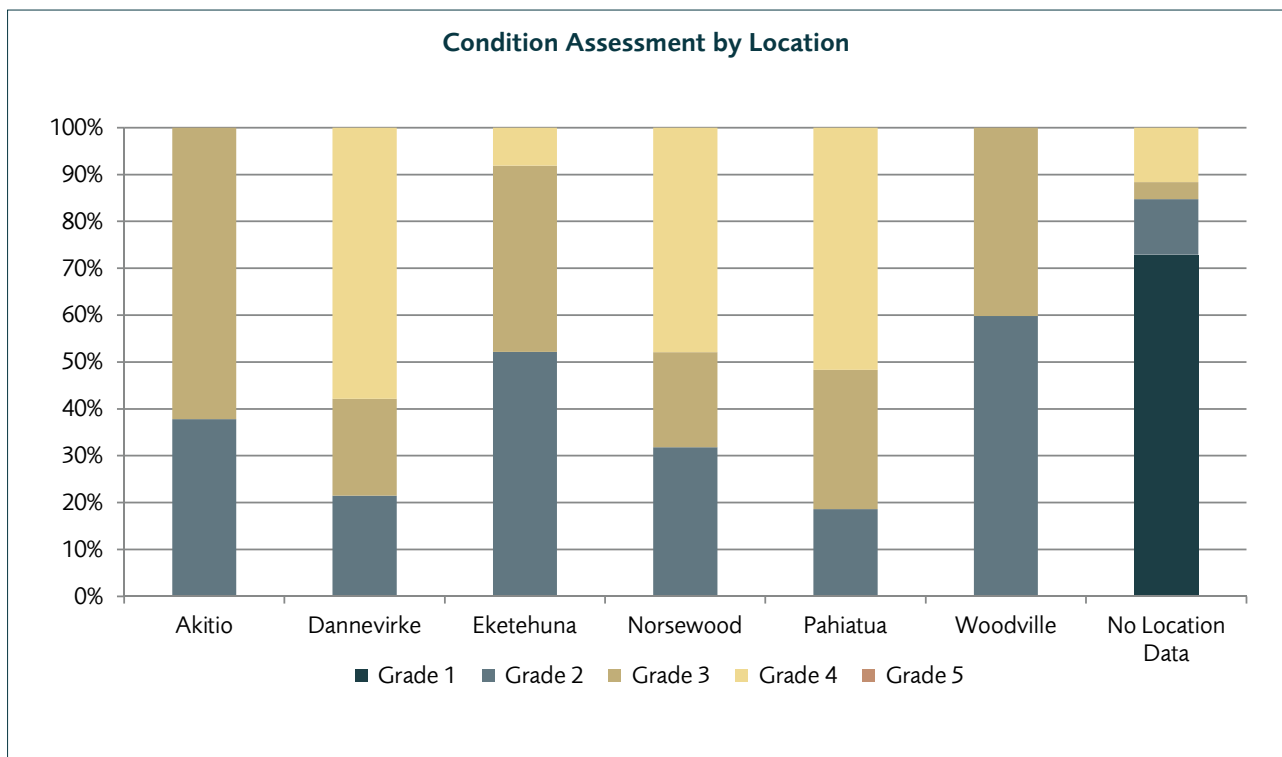 Condition Assessment by Location
100%
90%
80%
70%
60%
50%
40%
30%
20%
10%
0%
Akitio Dannevirke Eketehuna Norsewood Pahiatua Woodville No Location
Data
Grade 1 Grade 2 Grade 3 Grade 4 Grade 5